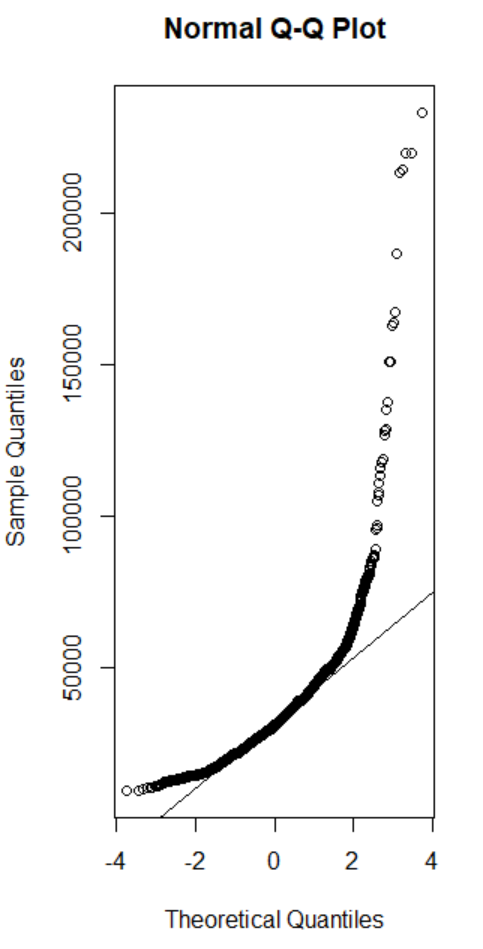 Normal Q-Q Plot
Sample Quantiles
200000
150000
100000
50000
-4 -2 0 2 4
Theoretical Quantiles